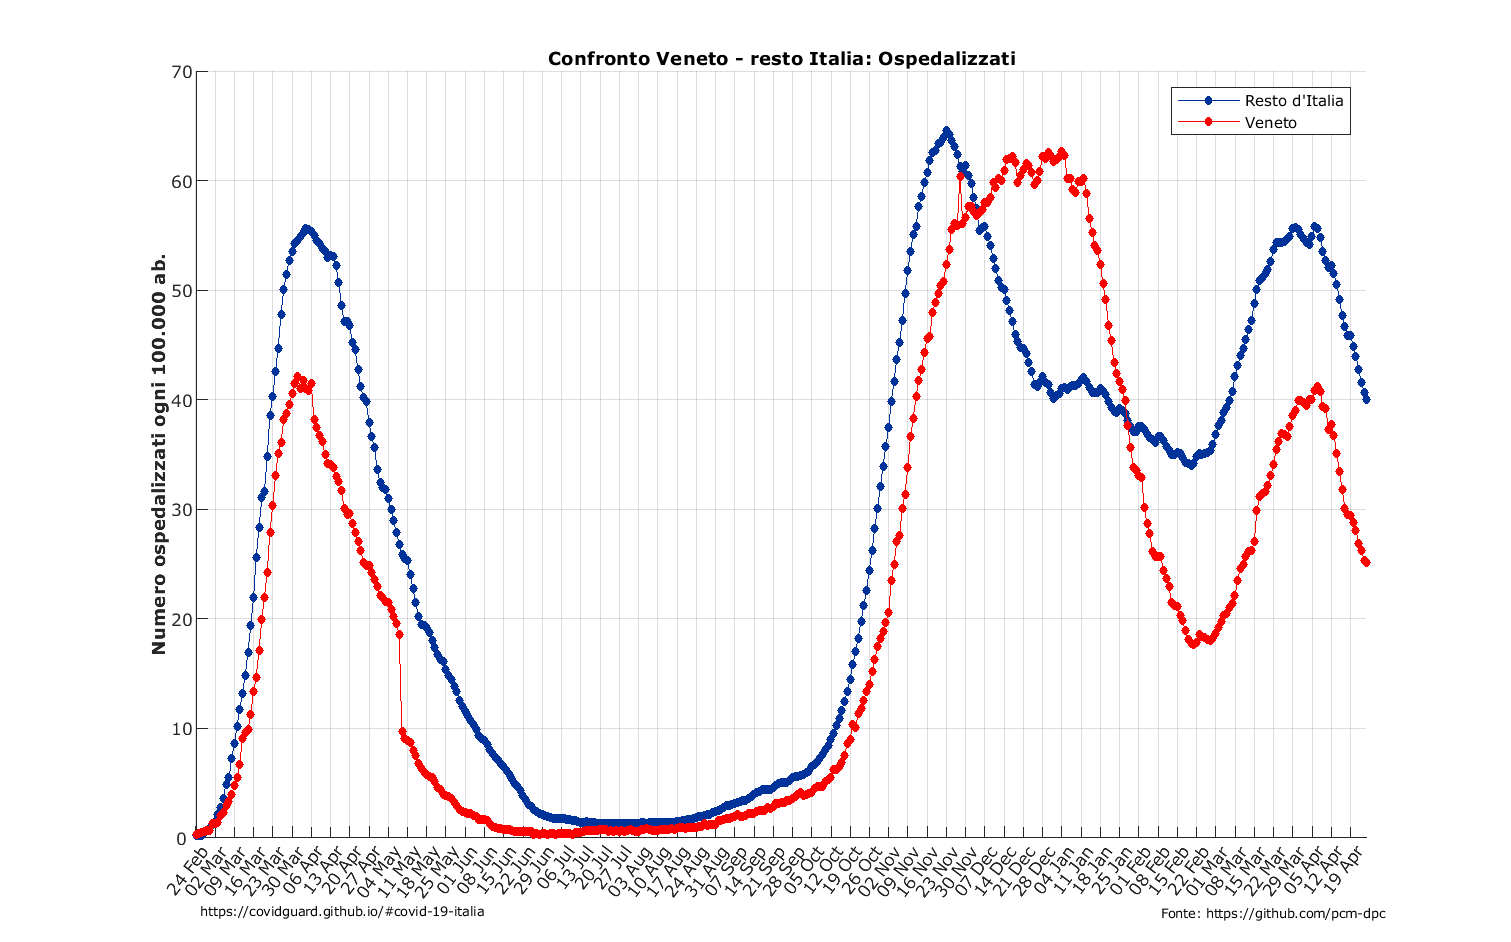 Confronto Veneto - resto Italia: Ospedalizzati
Resto d'Italia
Veneto
Numero ospedalizzati ogni 100.000 ab.
70
60
50
40
30
20
10
0
24 Feb
02 Mar
09 Mar
16 Mar
23 Mar
30 Mar
06 Apr
13 Apr
20 Apr
27 Apr
04 May
11 May
18 May
25 May
01 Jun
08 Jun
15 Jun
22 Jun
29 Jun
06 Jul
13 Jul
20 Jul
27 Jul
03 Aug
10 Aug
17 Aug
24 Aug
31 Aug
07 Sep
14 Sep
21 Sep
28 Sep
05 Oct
12 Oct
19 Oct
26 Oct
02 Nov
09 Nov
16 Nov
23 Nov
30 Nov
07 Dec
14 Dec
21 Dec
28 Dec
04 Jan
11 Jan
18 Jan
25 Jan
01 Feb
08 Feb
15 Feb
22 Feb
01 Mar
08 Mar
15 Mar
22 Mar
29 Mar
05 Apr
12 Apr
19 Apr
https://covidguard.github.io/#covid-19-italia
Fonte: https://github.com/pcm-dpc